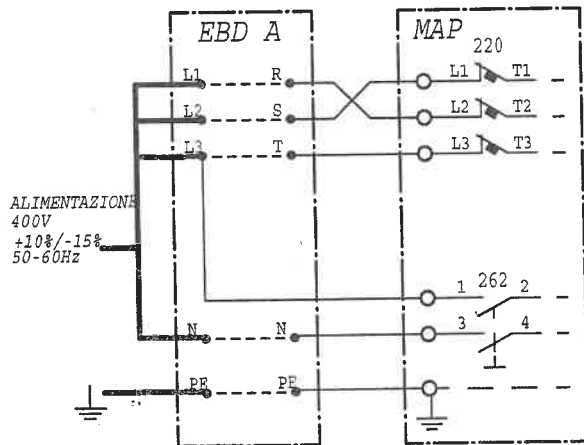 EBD A
MAP
220
L1 R L1 T1
L2 S L2 T2
L3 T L3 T3
ALIMENTAZIONE
400V
+10%/-15%
50-60Hz
262
1 2
N N 3 4
PE PE